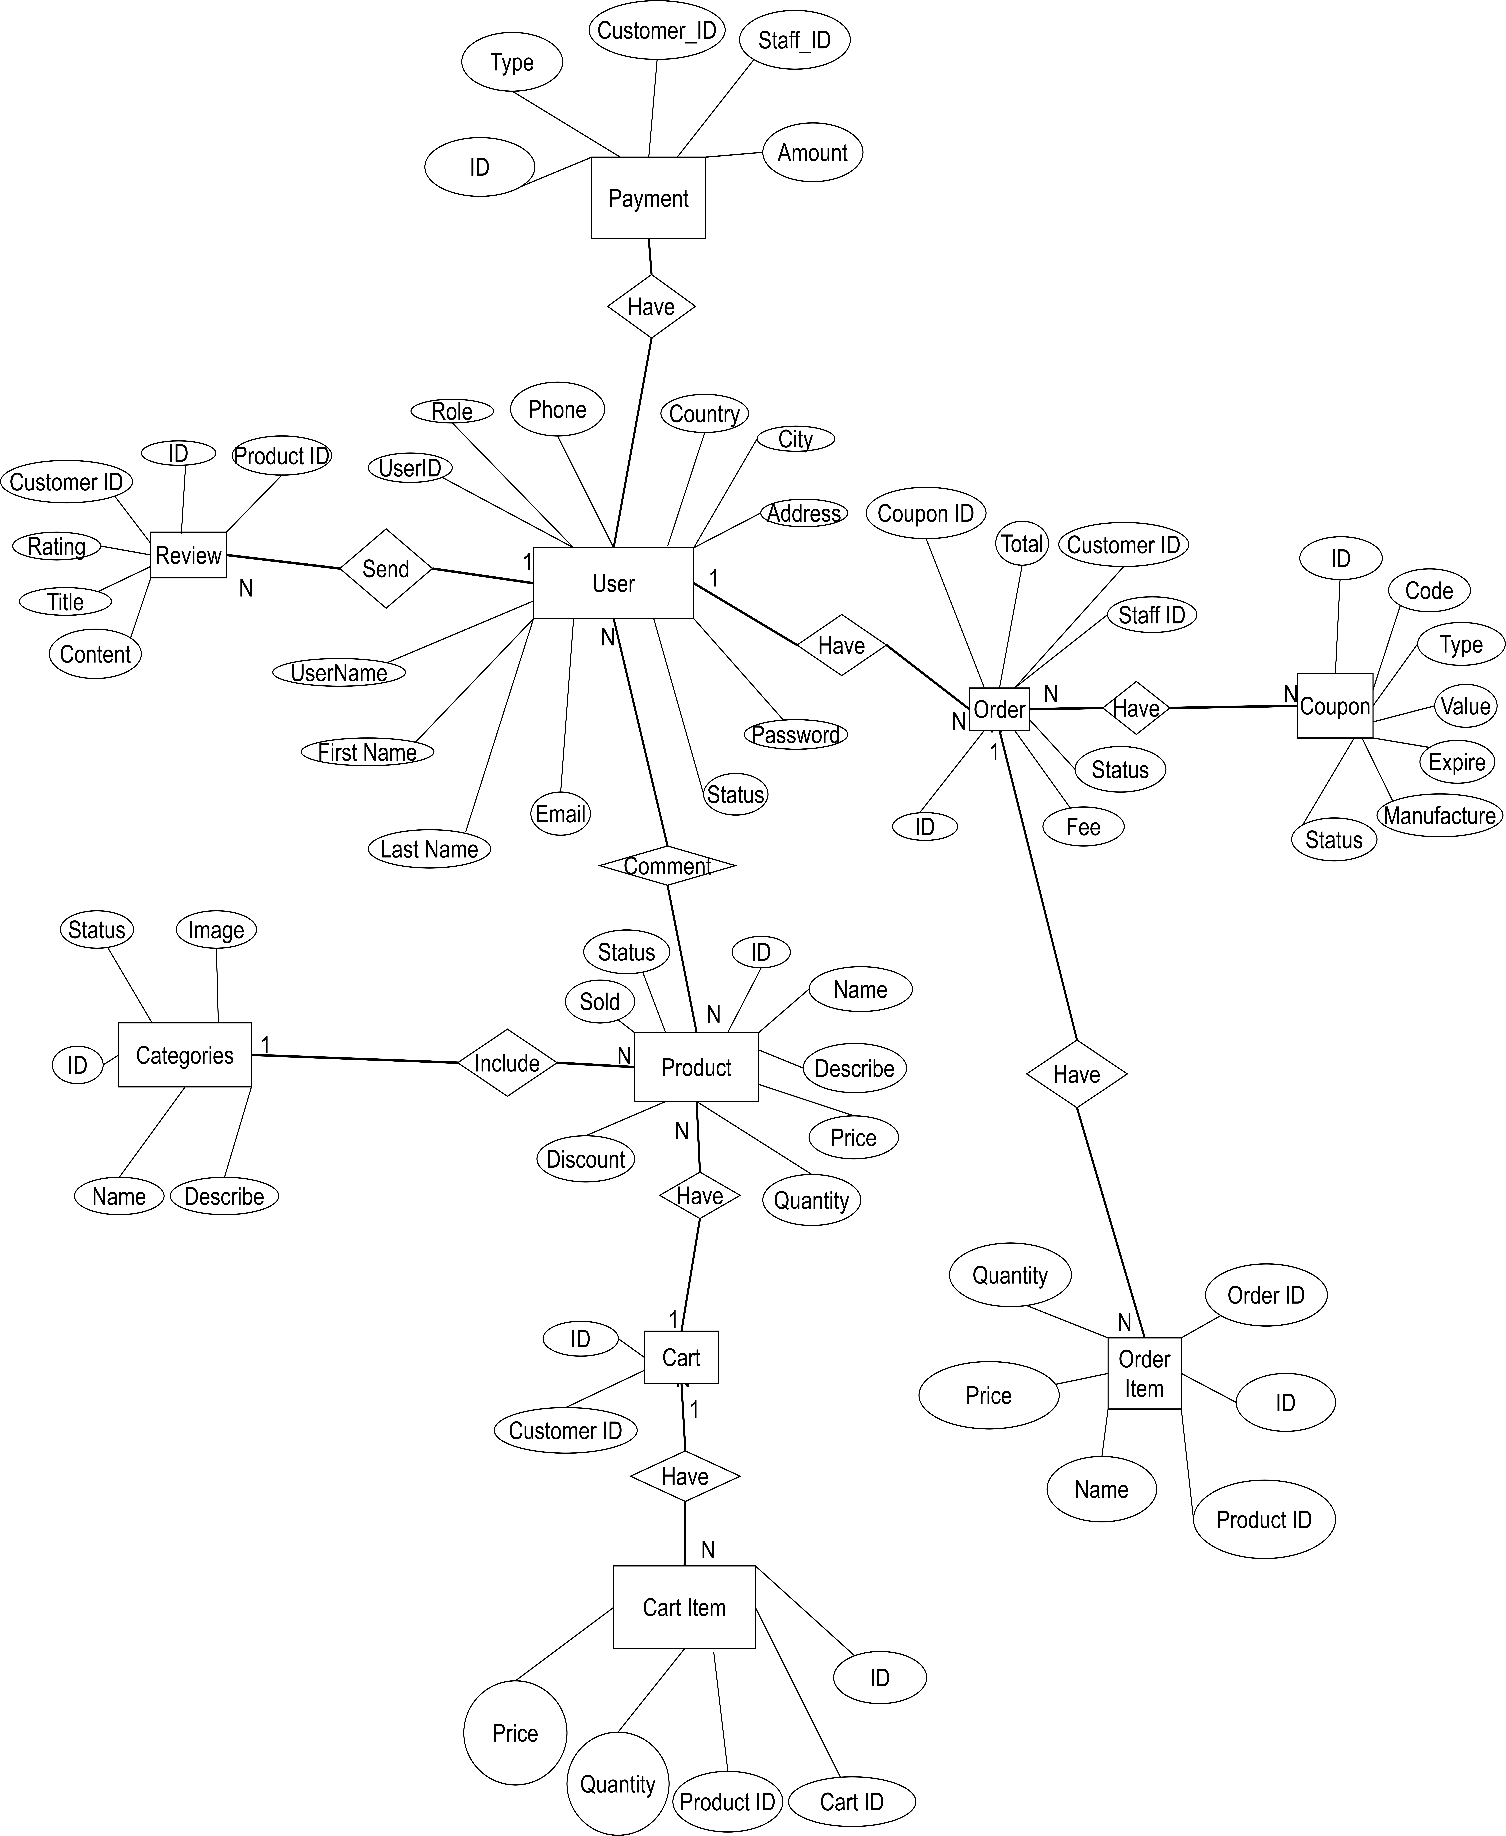 Customer_ID
Staff_ID
Type
Amount
ID
Payment
Have
Role
Phone
Country
City
ID
Product ID
UserID
Customer ID
Address
Coupon ID
Rating
Review
Send
1
User
1
Total
Customer ID
ID
Code
Title
N
Content
N
UserName
Have
Staff ID
Type
N
Order
N
Have
N
Coupon
Value
First Name
Password
1
Status
Expire
Last Name
Email
Status
ID
Fee
Manufacture
Status
Comment
Status
Image
Status
ID
Sold
Name
N
1
Categories
ID
Include
N
Product
Describe
Have
N
Discount
Price
Name
Describe
Have
Quantity
Quantity
Order ID
1
N
ID
Cart
Order
Item
Price
ID
1
Customer ID
Have
Name
Product ID
N
Cart Item
ID
Price
Quantity
Product ID
Cart ID